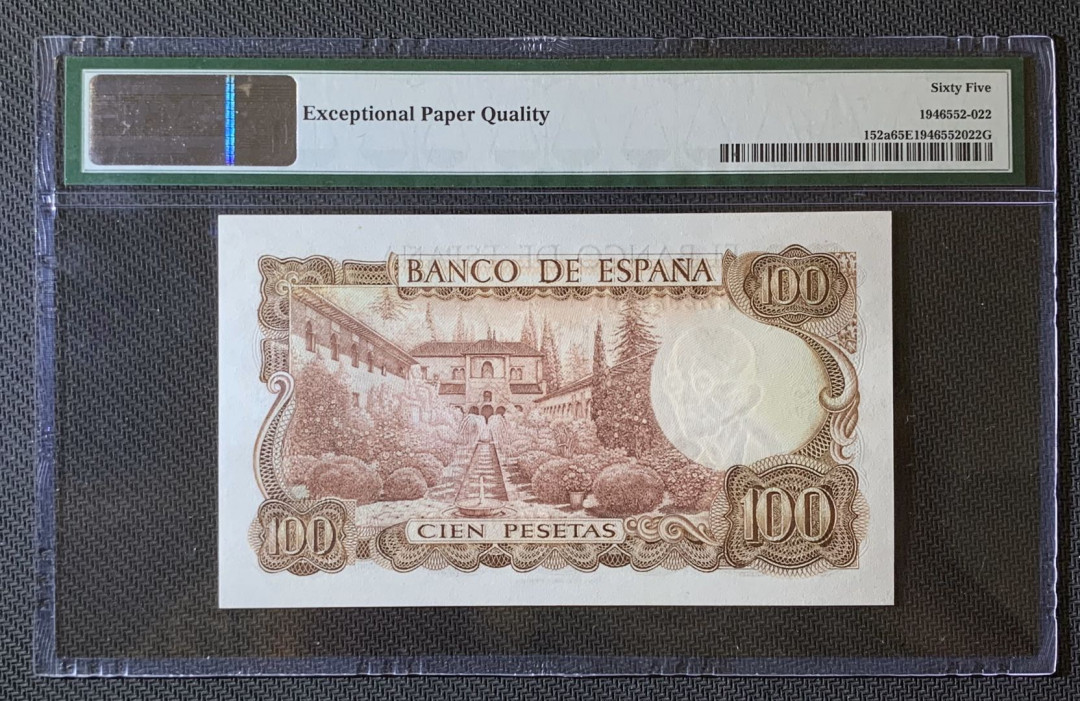 Exceptional Paper Quality
Sixty Five
1946552-022
152a65E1946552022G
BANCO DE ESPAÑA
100
100
CIEN PESETAS
100